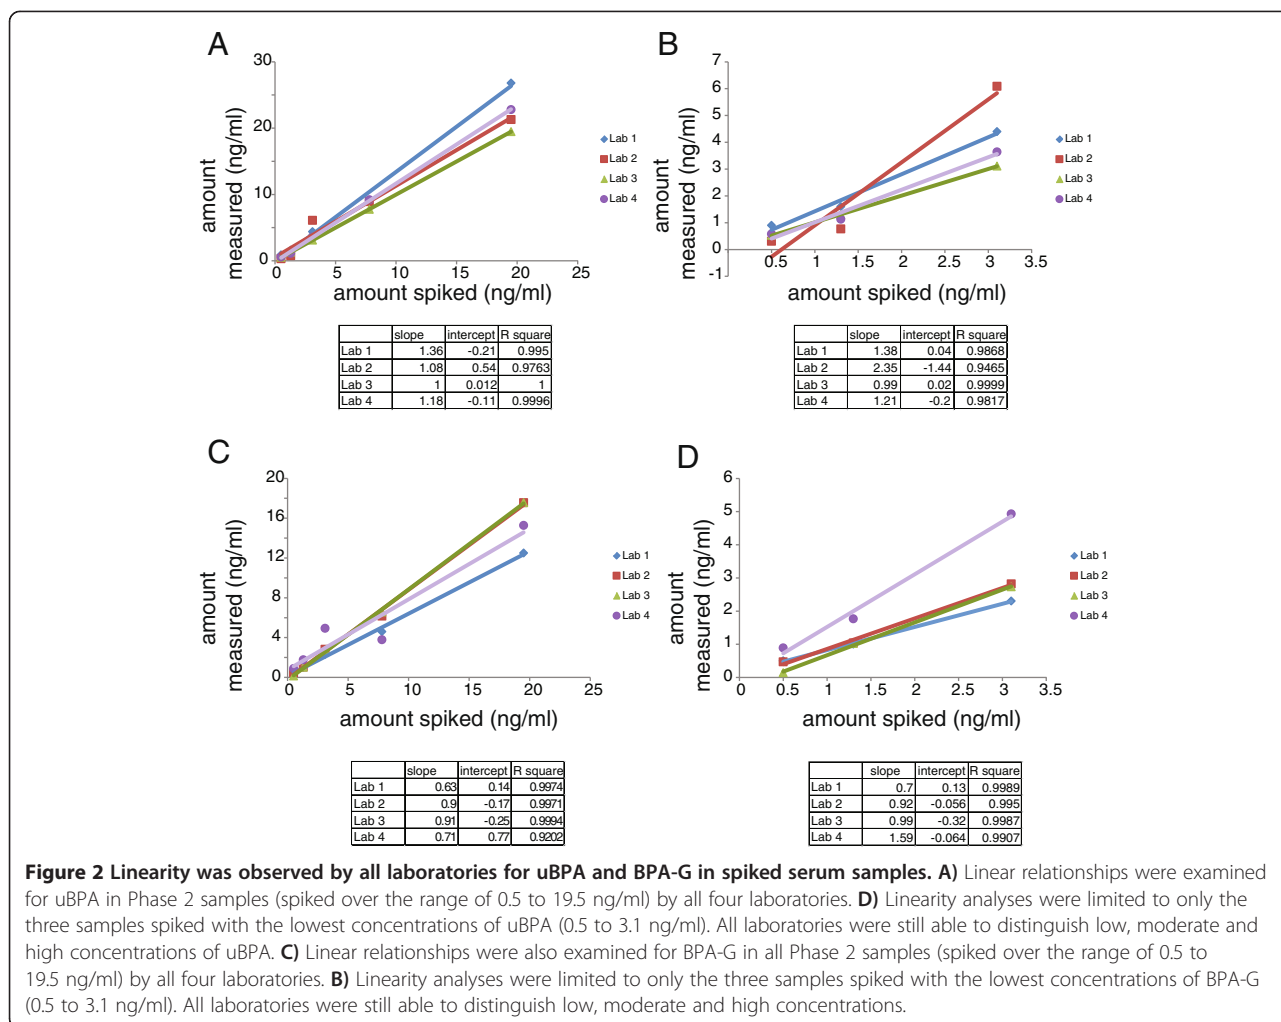 A
30
20
10
0
0
5
10
15
20
25
amount
measured (ng/ml)
amount spiked (ng/ml)
Lab 1
Lab 2
Lab 3
Lab 4
slope intercept R square
Lab 1 1.36 -0.21 0.995
Lab 2 1.08 0.54 0.9763
Lab 3 1 0.012 1
Lab 4 1.18 -0.11 0.9996
B
7
6
5
4
3
2
1
0
-1
0.5
1
1.5
2
2.5
3
3.5
amount
measured (ng/ml)
amount spiked (ng/ml)
Lab 1
Lab 2
Lab 3
Lab 4
slope intercept R square
Lab 1 1.38 0.04 0.9868
Lab 2 2.35 -1.44 0.9465
Lab 3 0.99 0.02 0.9999
Lab 4 1.21 -0.2 0.9817
C
20
16
12
8
4
0
0
5
10
15
20
25
amount
measured (ng/ml)
amount spiked (ng/ml)
Lab 1
Lab 2
Lab 3
Lab 4
slope intercept R square
Lab 1 0.63 0.14 0.9974
Lab 2 0.9 -0.17 0.9971
Lab 3 0.91 -0.25 0.9994
Lab 4 0.71 0.77 0.9202
D
6
5
4
3
2
1
0
0
0.5
1
1.5
2
2.5
3
3.5
amount
measured (ng/ml)
amount spiked (ng/ml)
Lab 1
Lab 2
Lab 3
Lab 4
slope intercept R square
Lab 1 0.7 0.13 0.9989
Lab 2 0.92 -0.056 0.995
Lab 3 0.99 -0.32 0.9987
Lab 4 1.59 -0.064 0.9907
Figure 2 Linearity was observed by all laboratories for uBPA and BPA-G in spiked serum samples. A) Linear relationships were examined
for uBPA in Phase 2 samples (spiked over the range of 0.5 to 19.5 ng/ml) by all four laboratories. D) Linearity analyses were limited to only the
three samples spiked with the lowest concentrations of uBPA (0.5 to 3.1 ng/ml). All laboratories were still able to distinguish low, moderate and
high concentrations of uBPA. C) Linear relationships were also examined for BPA-G in all Phase 2 samples (spiked over the range of 0.5 to
19.5 ng/ml) by all four laboratories. B) Linearity analyses were limited to only the three samples spiked with the lowest concentrations of BPA-G
(0.5 to 3.1 ng/ml). All laboratories were still able to distinguish low, moderate and high concentrations.